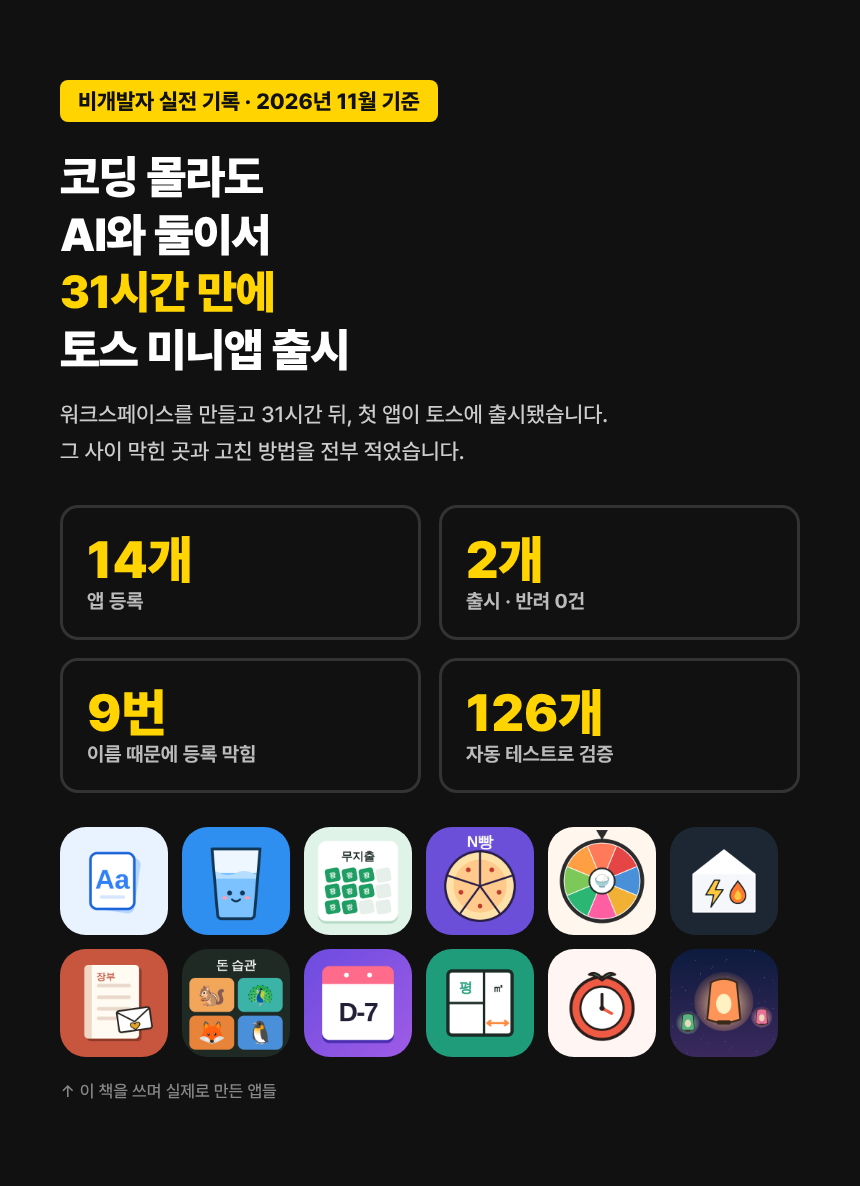 비개발자 실전 기록 · 2026년 11월 기준
코딩 몰라도
AI와 둘이서
31시간 만에
토스 미니앱 출시
워크스페이스를 만들고 31시간 뒤, 첫 앱이 토스에 출시됐습니다.
그 사이 막힌 곳과 고친 방법을 전부 적었습니다.
14개
앱 등록
2개
출시 · 반려 0건
9번
이름 때문에 등록 막힘
126개
자동 테스트로 검증
Aa
무지출
N빵
장부
돈 습관
D-7
평
㎡
↑ 이 책을 쓰며 실제로 만든 앱들